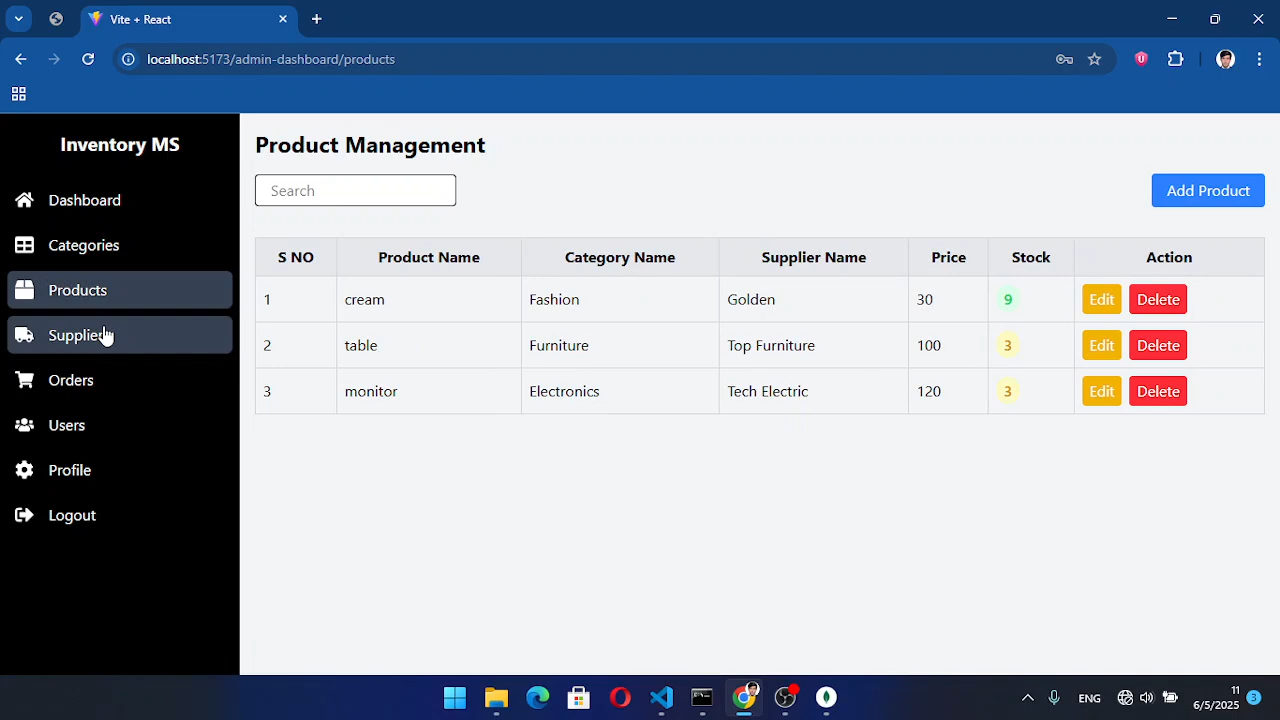 Vite + React
localhost:5173/admin-dashboard/products
Inventory MS
Dashboard
Categories
Products
Orders
Users
Profile
Logout
Product Management
Search
Add Product
S NO Product Name Category Name Supplier Name Price Stock Action
1 cream Fashion Golden 30 9 Edit Delete
2 table Furniture Top Furniture 100 3 Edit Delete
3 monitor Electronics Tech Electric 120 3 Edit Delete
ENG
11
6/5/2025
3